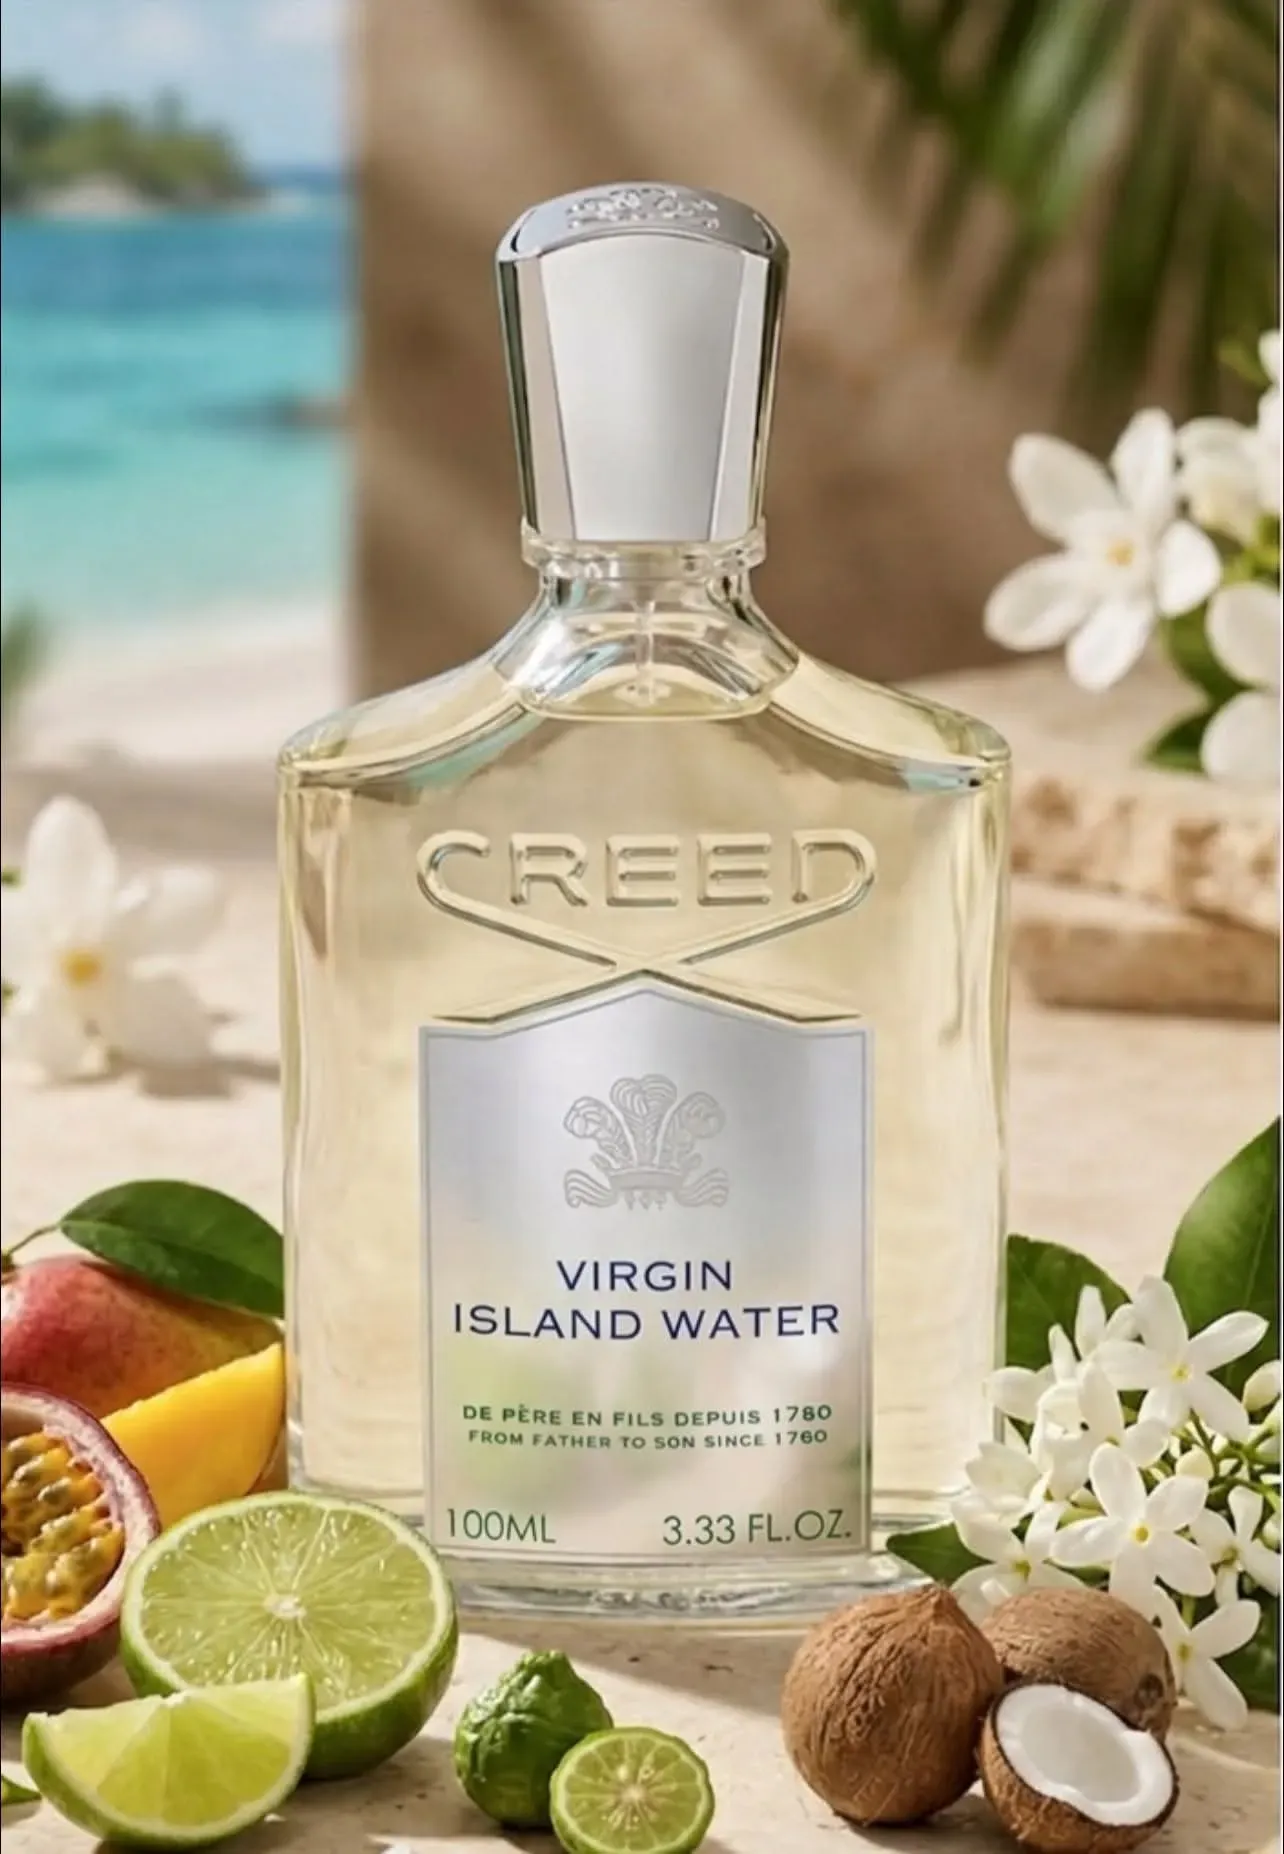 CREED
VIRGIN
ISLAND WATER
DE PÈRE EN FILS DEPUIS 1780
FROM FATHER TO SON SINCE 1760
100ML 3.33 FL.OZ.